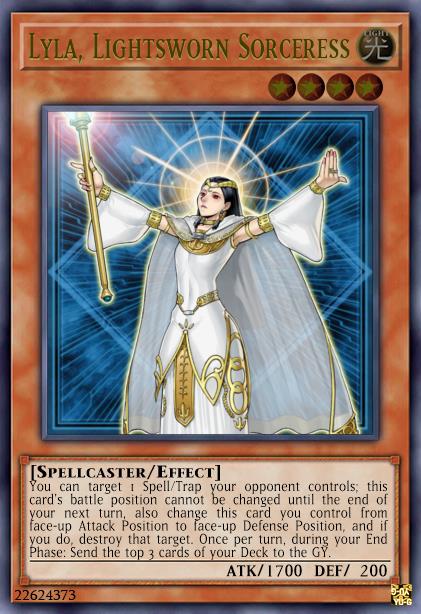 Lyla, Lightsworn Sorceress
LIGHT
光
[Spellcaster/Effect]
You can target 1 Spell/Trap your opponent controls; this
card's battle position cannot be changed until the end of
your next turn, also change this card you control from
face-up Attack Position to face-up Defense Position, and if
you do, destroy that target. Once per turn, during your End
Phase: Send the top 3 cards of your Deck to the GY.
ATK/1700 DEF/ 200
22624373